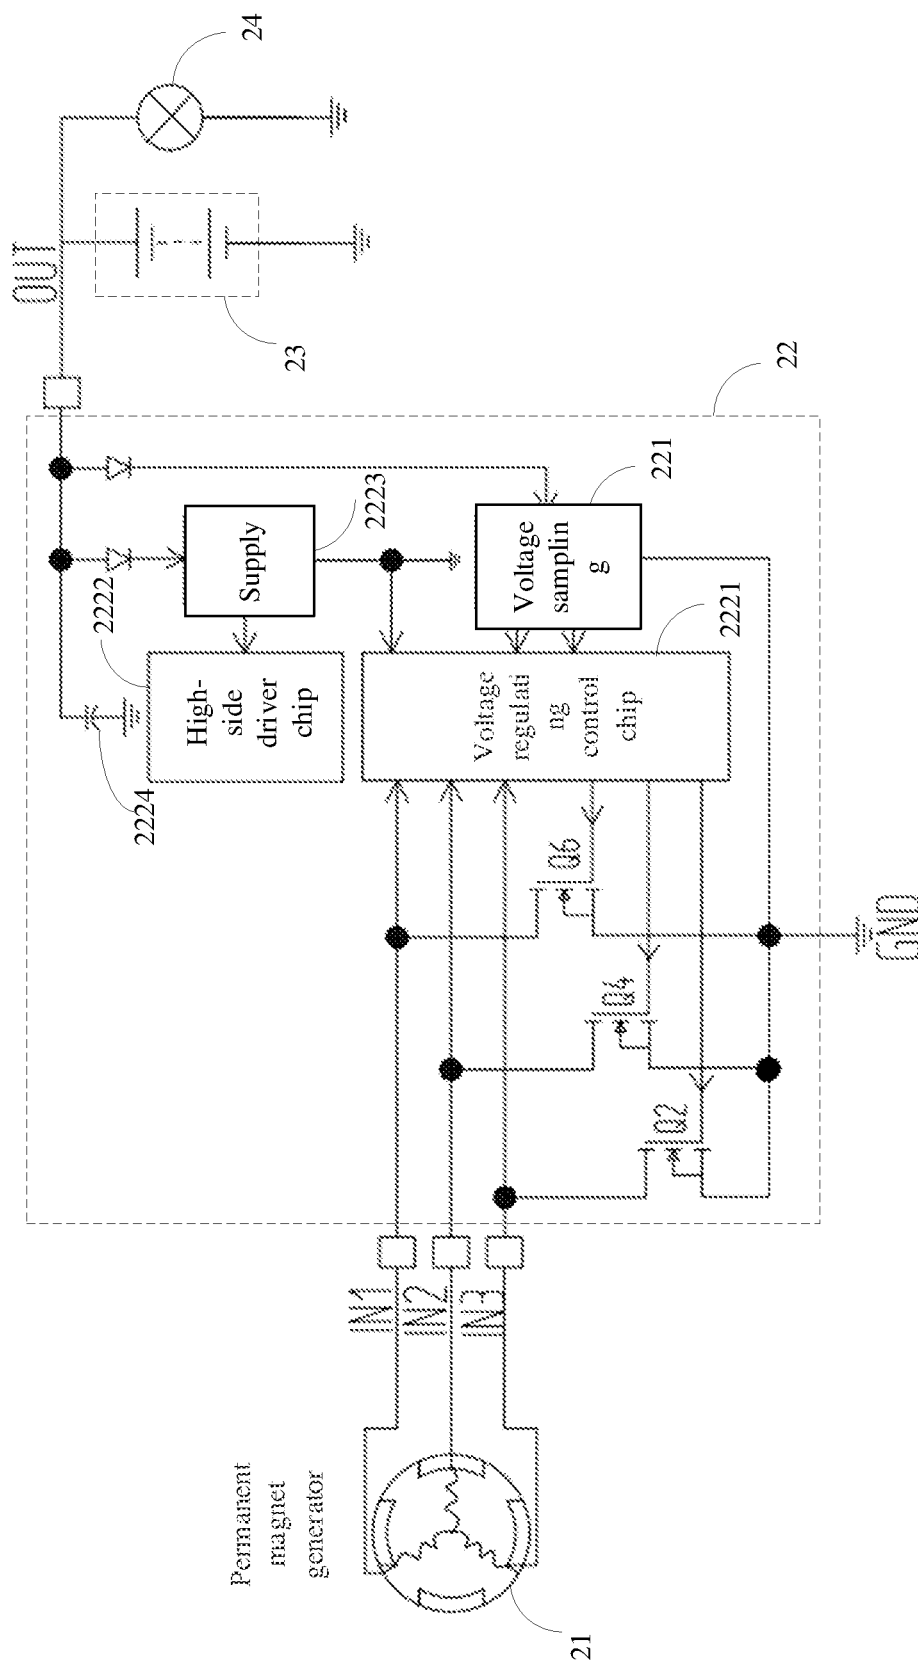 Permanent
magnet
generator
21
IN1
IN2
IN3
Q2
Q4
Q6
GND
2224
High-
side
driver
chip
2222
Supply
2223
Voltage
regulati
ng
control
chip
2221
Voltage
samplin
g
221
22
OUT
23
24